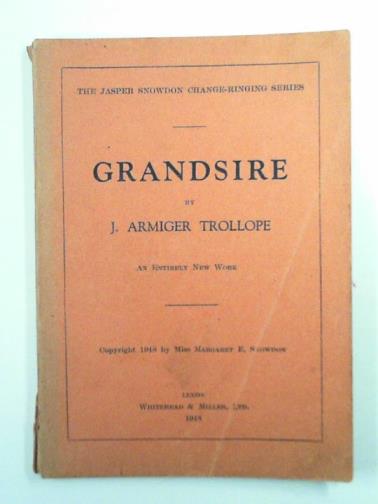 THE JASPER SNOWDON CHANGE-RINGING SERIES
GRANDSIRE
BY
J. ARMIGER TROLLOPE
AN ENTIRELY NEW WORK
Copyright 1948 by Miss MARGARET E. SNOWDON
LEEDS
WHITEHEAD & MILLER, LTD.
1948